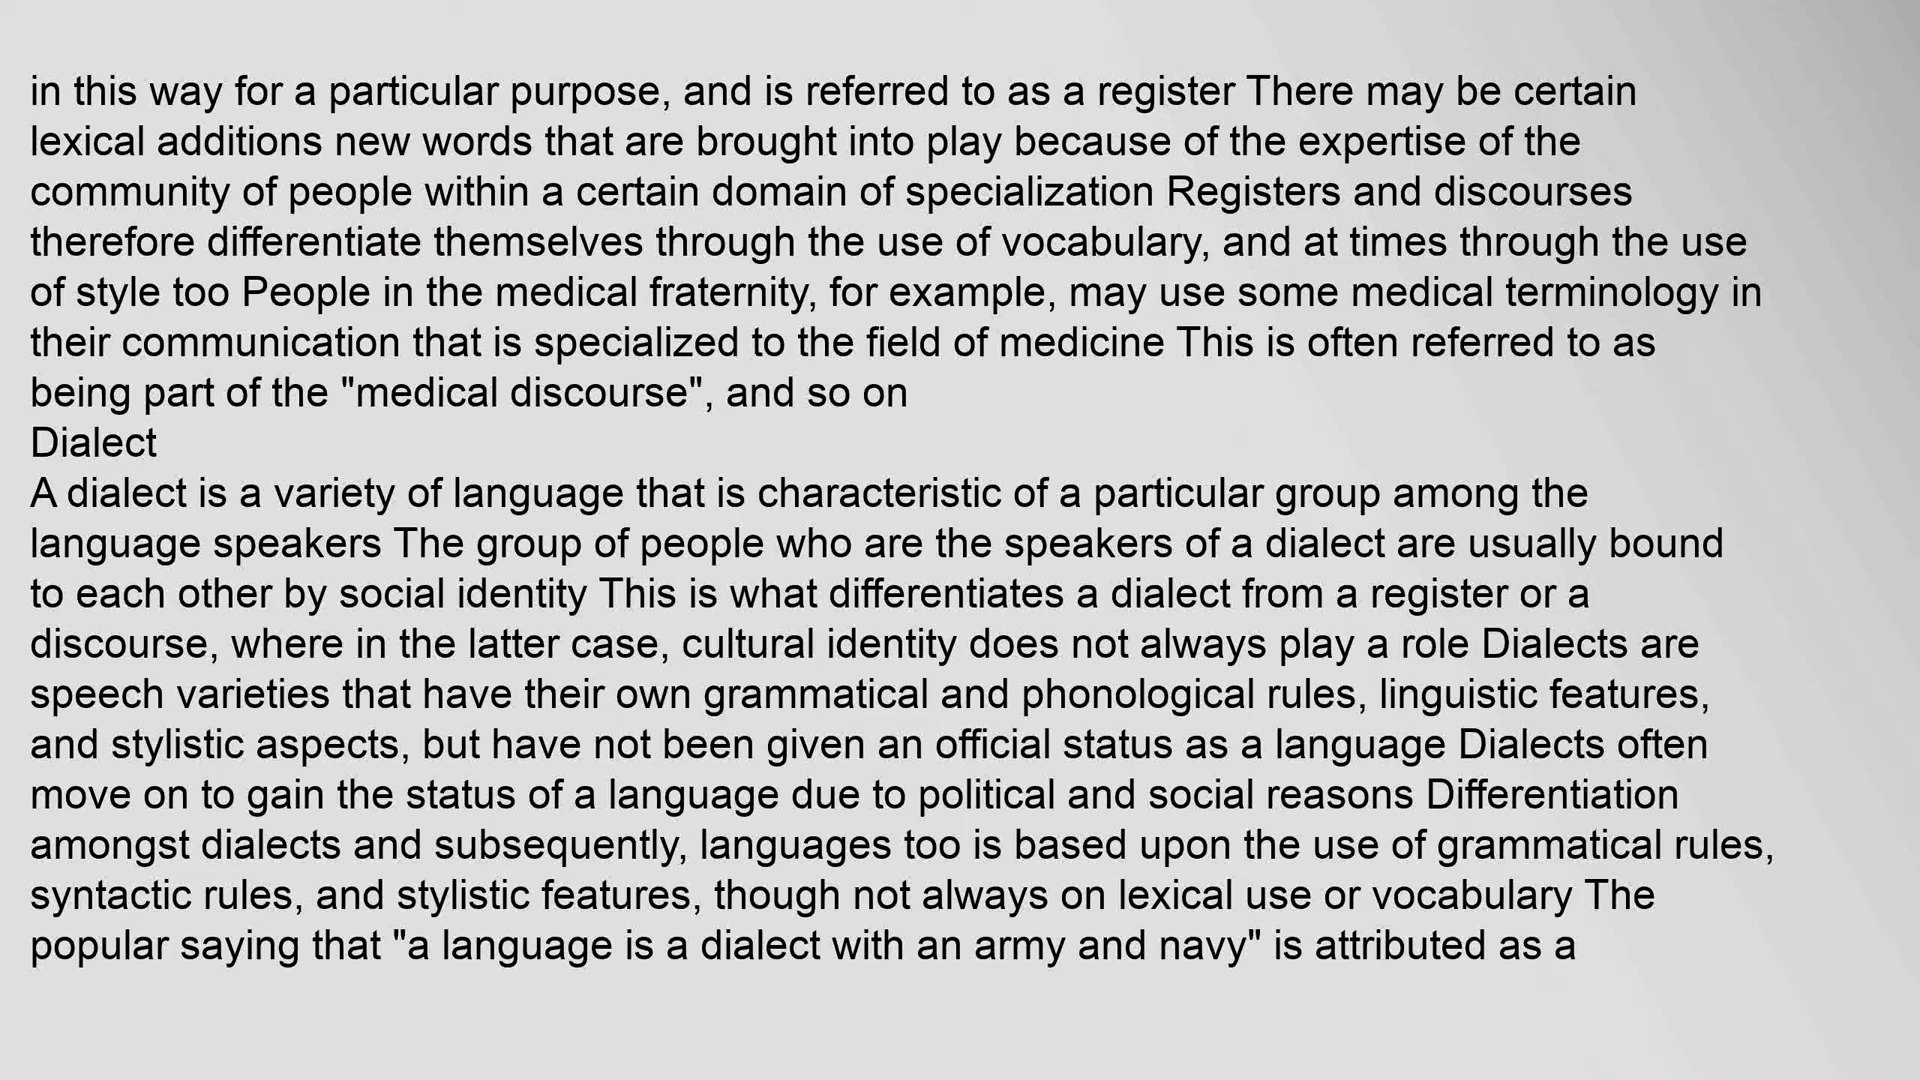 in this way for a particular purpose, and is referred to as a register There may be certain
lexical additions new words that are brought into play because of the expertise of the
community of people within a certain domain of specialization Registers and discourses
therefore differentiate themselves through the use of vocabulary, and at times through the use
of style too People in the medical fraternity, for example, may use some medical terminology in
their communication that is specialized to the field of medicine This is often referred to as
being part of the "medical discourse", and so on
Dialect
A dialect is a variety of language that is characteristic of a particular group among the
language speakers The group of people who are the speakers of a dialect are usually bound
to each other by social identity This is what differentiates a dialect from a register or a
discourse, where in the latter case, cultural identity does not always play a role Dialects are
speech varieties that have their own grammatical and phonological rules, linguistic features,
and stylistic aspects, but have not been given an official status as a language Dialects often
move on to gain the status of a language due to political and social reasons Differentiation
amongst dialects and subsequently, languages too is based upon the use of grammatical rules,
syntactic rules, and stylistic features, though not always on lexical use or vocabulary The
popular saying that "a language is a dialect with an army and navy" is attributed as a